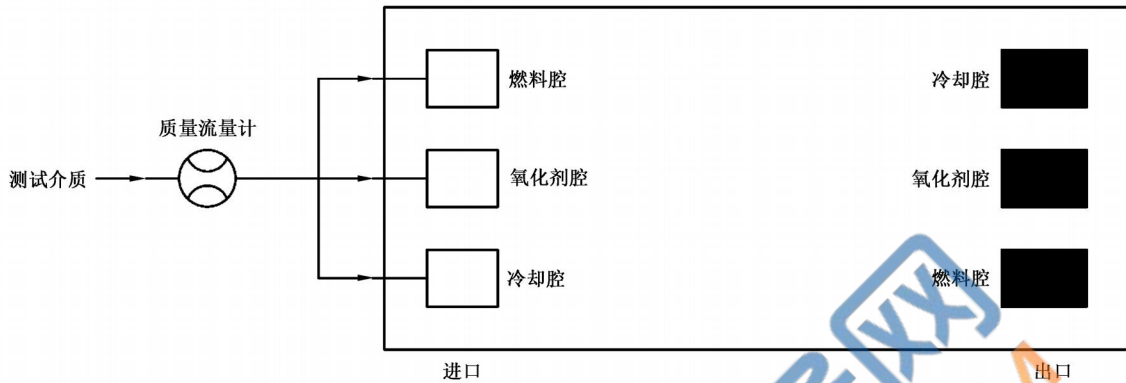 燃料腔
冷却腔
质量流量计
测试介质
氧化剂腔
氧化剂腔
冷却腔
燃料腔
进口
出口